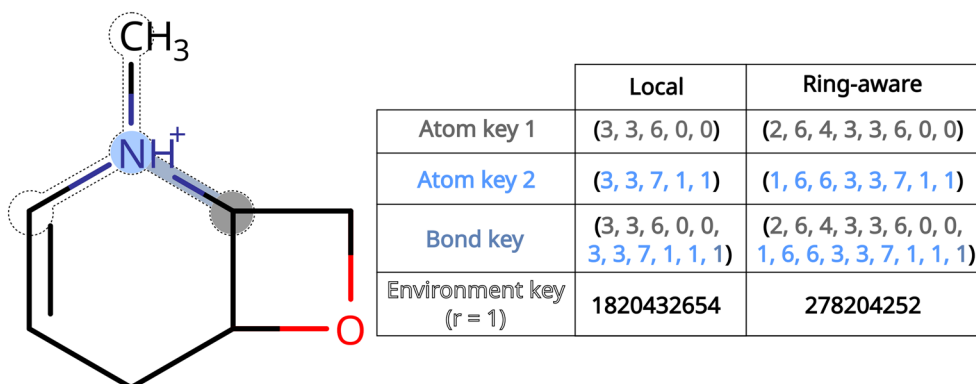 CH3
NH+
O
Local Ring-aware
Atom key 1 (3, 3, 6, 0, 0) (2, 6, 4, 3, 3, 6, 0, 0)
Atom key 2 (3, 3, 7, 1, 1) (1, 6, 6, 3, 3, 7, 1, 1)
Bond key (3, 3, 6, 0, 0, (2, 6, 4, 3, 3, 6, 0, 0,
3, 3, 7, 1, 1, 1) 1, 6, 6, 3, 3, 7, 1, 1, 1)
Environment key
(r = 1) 1820432654 278204252